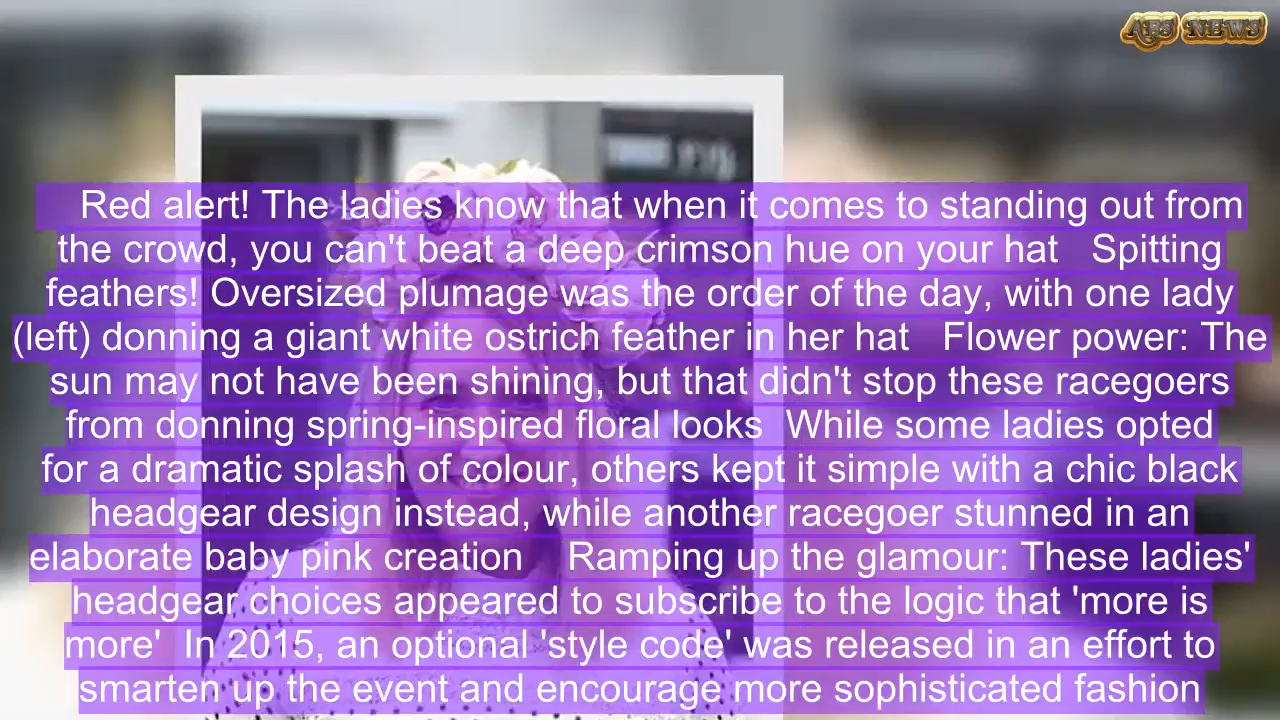 ABS NEWS
Red alert! The ladies know that when it comes to standing out from
the crowd, you can't beat a deep crimson hue on your hat Spitting
feathers! Oversized plumage was the order of the day, with one lady
(left) donning a giant white ostrich feather in her hat Flower power: The
sun may not have been shining, but that didn't stop these racegoers
from donning spring-inspired floral looks While some ladies opted
for a dramatic splash of colour, others kept it simple with a chic black
headgear design instead, while another racegoer stunned in an
elaborate baby pink creation Ramping up the glamour: These ladies'
headgear choices appeared to subscribe to the logic that 'more is
more' In 2015, an optional 'style code' was released in an effort to
smarten up the event and encourage more sophisticated fashion